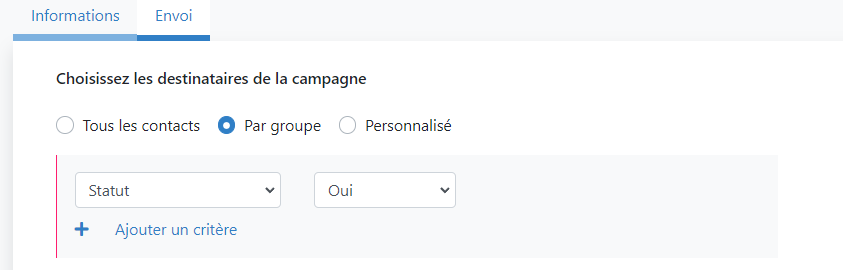 Informations Envoi
Choisissez les destinataires de la campagne
Tous les contacts Par groupe Personnalisé
Statut Oui
+ Ajouter un critère